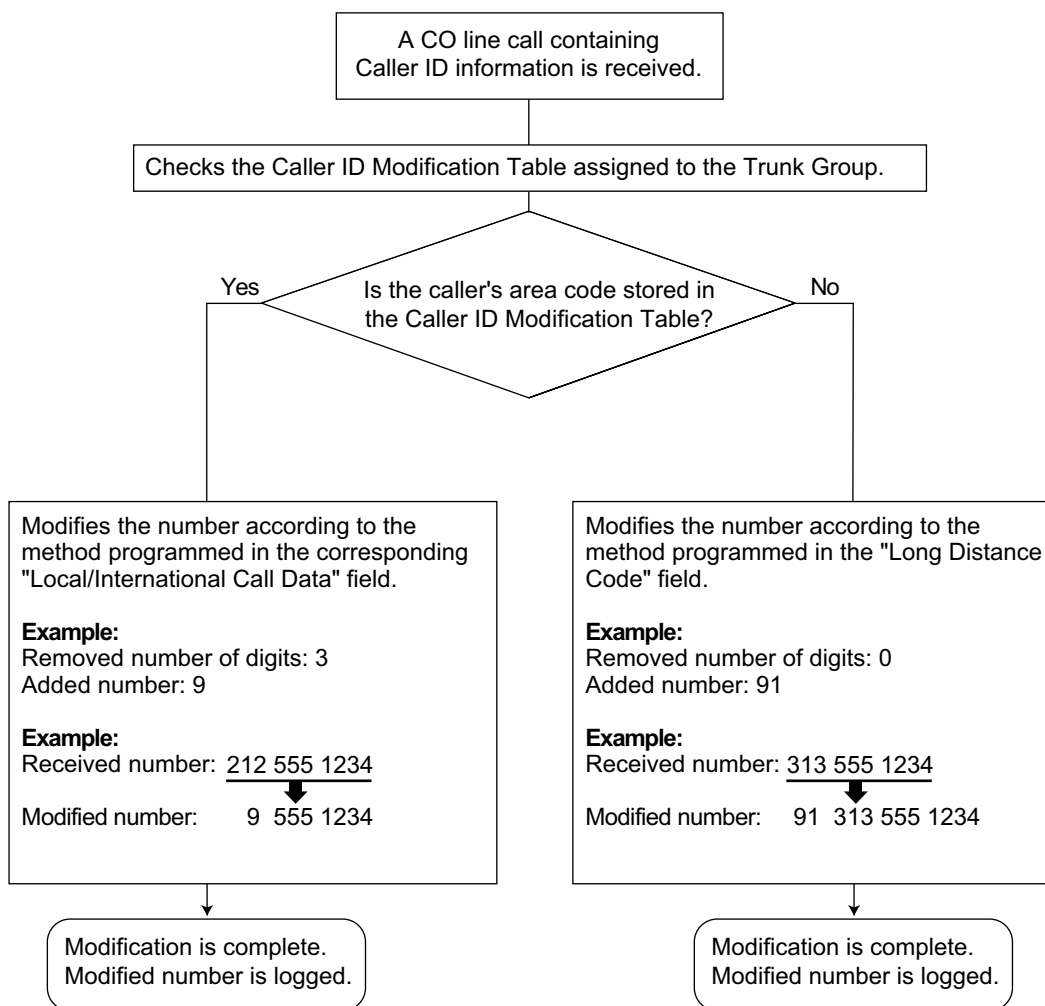 A CO line call containing
Caller ID information is received.
Checks the Caller ID Modification Table assigned to the Trunk Group.
Yes
Is the caller's area code stored in
the Caller ID Modification Table?
No
Modifies the number according to the
method programmed in the corresponding
"Local/International Call Data" field.
Example:
Removed number of digits: 3
Added number: 9
Example:
Received number: 212 555 1234
Modified number: 9 555 1234
Modification is complete.
Modified number is logged.
Modifies the number according to the
method programmed in the "Long Distance
Code" field.
Example:
Removed number of digits: 0
Added number: 91
Example:
Received number: 313 555 1234
Modified number: 91 313 555 1234
Modification is complete.
Modified number is logged.